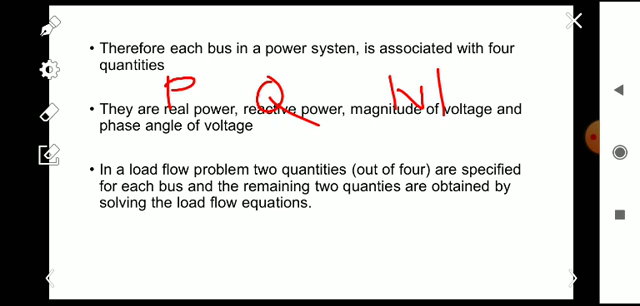 • Therefore each bus in a power systen, is associated with four
quantities
P Q |V|
• They are real power, reactive power, magnitude of voltage and
phase angle of voltage
• In a load flow problem two quantities (out of four) are specified
for each bus and the remaining two quanties are obtained by
solving the load flow equations.